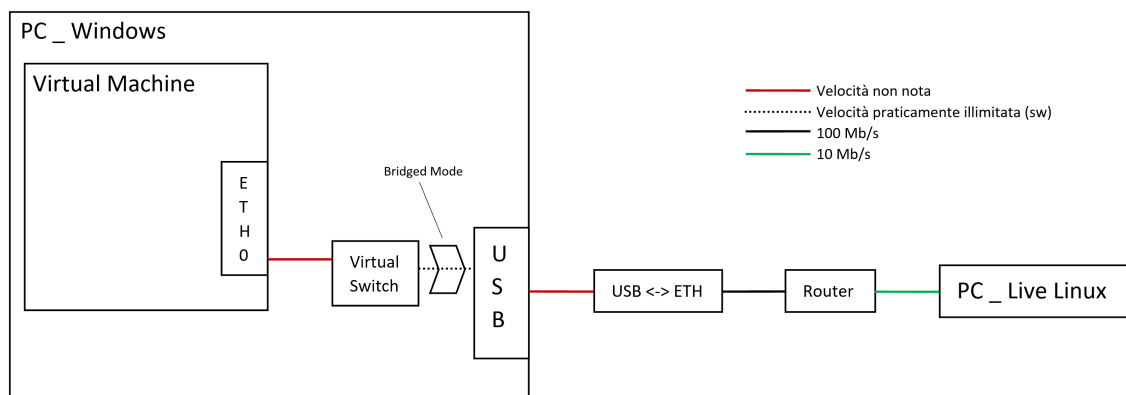 PC _ Windows
Virtual Machine
E
T
H
0
Virtual
Switch
Bridged Mode
U
S
B
USB <-> ETH
Router
PC _ Live Linux
Velocità non nota
Velocità praticamente illimitata (sw)
100 Mb/s
10 Mb/s